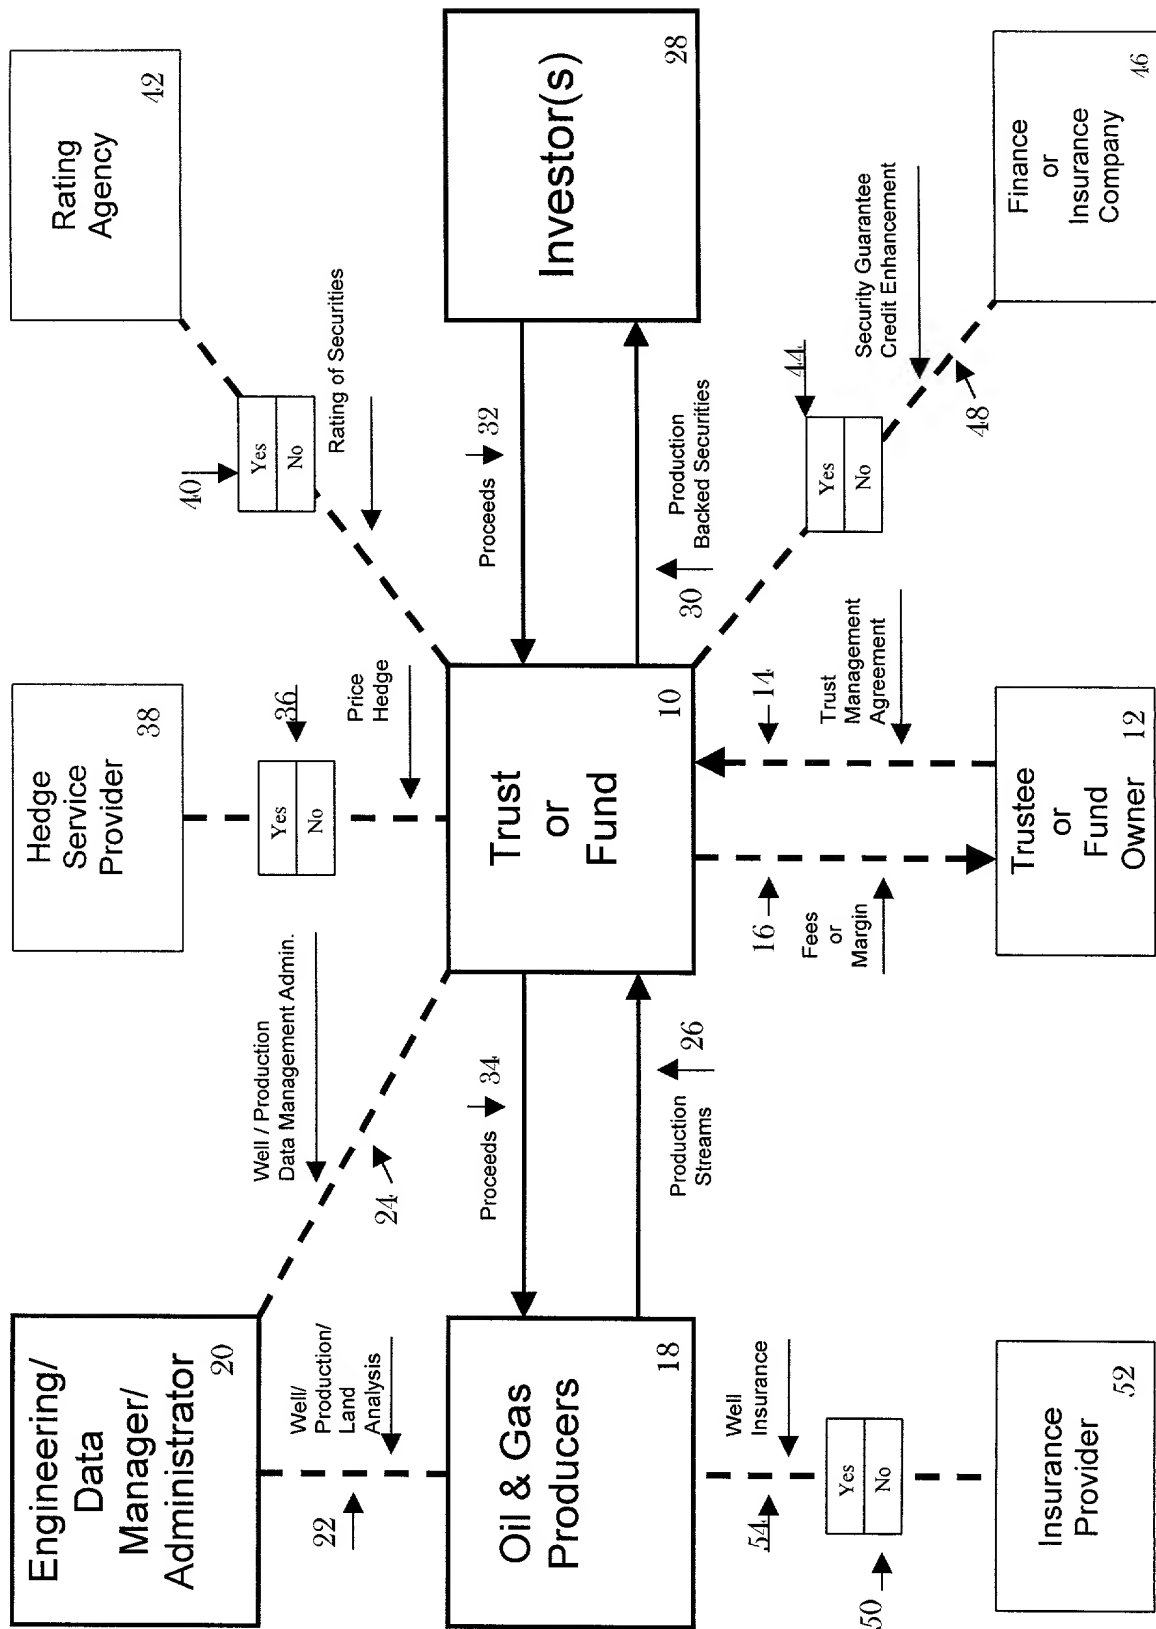 Engineering/
Data
Manager/
Administrator
20
Hedge
Service
Provider
38
Rating
Agency
42
Well / Production
Data Management Admin.
24
Yes
No
36
Price
Hedge
40
Yes
No
Rating of Securities
Well/
Production/
Land
Analysis
22
Oil & Gas
Producers
18
Proceeds
34
Production
Streams
26
Trust
or
Fund
10
Proceeds
32
Production
Backed Securities
30
Investor(s)
28
Well
Insurance
54
Yes
No
50
Insurance
Provider
52
16
Fees
or
Margin
14
Trust
Management
Agreement
Trustee
or
Fund
Owner
12
44
Yes
No
Security Guarantee
Credit Enhancement
48
Finance
or
Insurance
Company
46